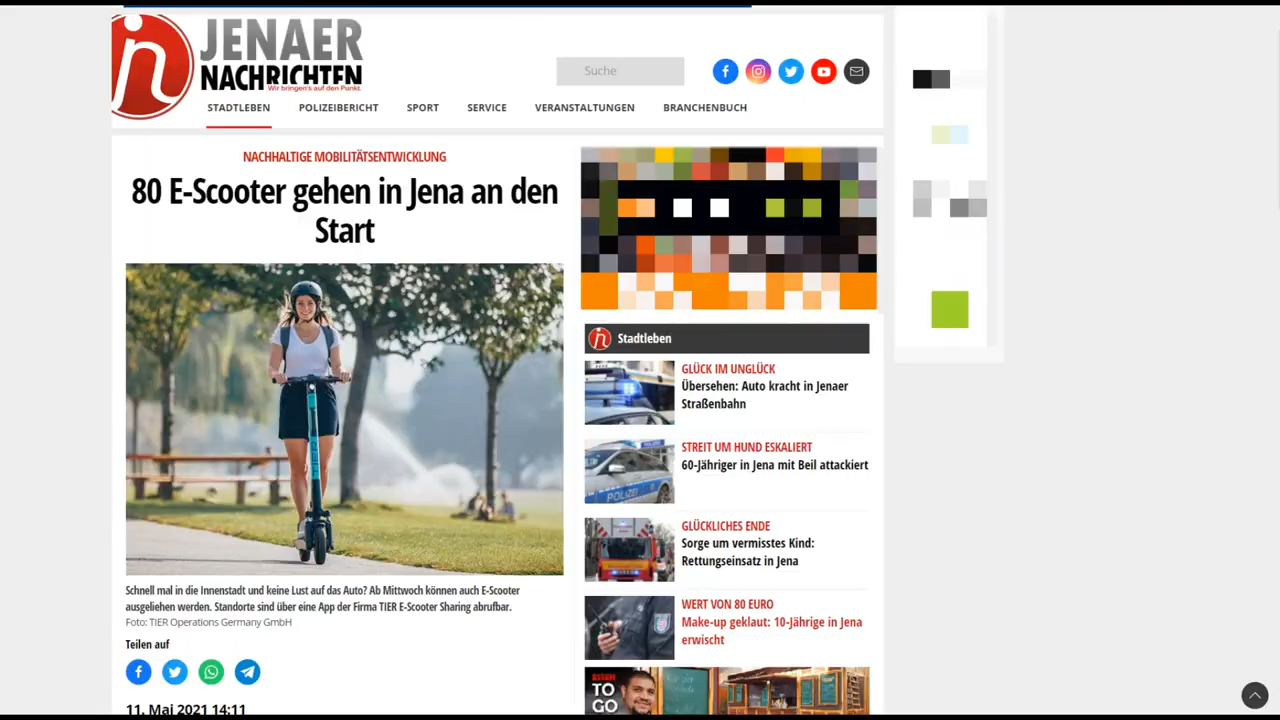 JENAER
NACHRICHTEN
Wir bringen's auf den Punkt.
Suche
STADTLEBEN
POLIZEIBERICHT
SPORT
SERVICE
VERANSTALTUNGEN
BRANCHENBUCH
NACHHALTIGE MOBILITÄTSENTWICKLUNG
80 E-Scooter gehen in Jena an den
Start
TIER
Schnell mal in die Innenstadt und keine Lust auf das Auto? Ab Mittwoch können auch E-Scooter
ausgeliehen werden. Standorte sind über eine App der Firma TIER E-Scooter Sharing abrufbar.
Foto: TIER Operations Germany GmbH
Teilen auf
11. Mai 2021 14:11
Stadtleben
GLÜCK IM UNGLÜCK
Übersehen: Auto kracht in Jenaer
Straßenbahn
STREIT UM HUND ESKALIERT
60-Jähriger in Jena mit Beil attackiert
POLIZEI
GLÜCKLICHES ENDE
Sorge um vermisstes Kind:
Rettungseinsatz in Jena
WERT VON 80 EURO
Make-up geklaut: 10-Jährige in Jena
erwischt
ESSEN
TO
GO